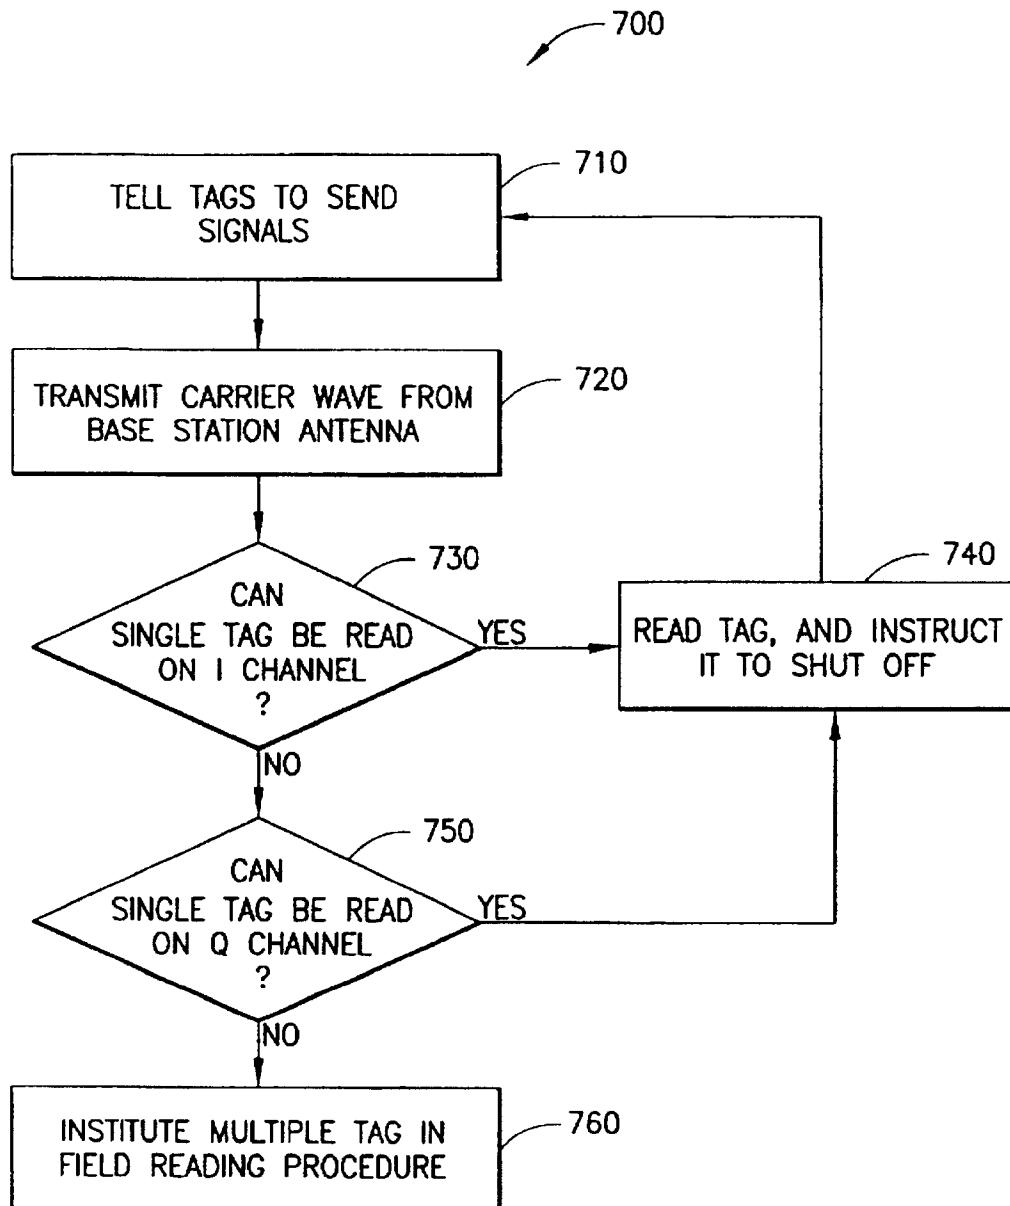 700
710
TELL TAGS TO SEND
SIGNALS
720
TRANSMIT CARRIER WAVE FROM
BASE STATION ANTENNA
730
CAN
SINGLE TAG BE READ
ON I CHANNEL
?
YES
NO
740
READ TAG, AND INSTRUCT
IT TO SHUT OFF
750
CAN
SINGLE TAG BE READ
ON Q CHANNEL
?
YES
NO
760
INSTITUTE MULTIPLE TAG IN
FIELD READING PROCEDURE